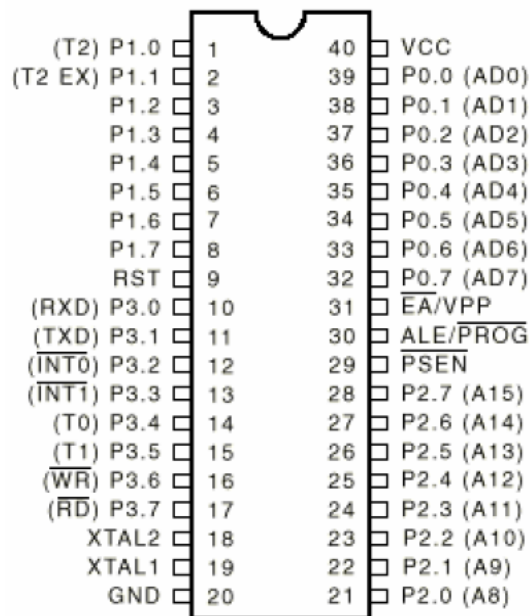 (T2) P1.0 1 40 VCC
(T2 EX) P1.1 2 39 P0.0 (AD0)
P1.2 3 38 P0.1 (AD1)
P1.3 4 37 P0.2 (AD2)
P1.4 5 36 P0.3 (AD3)
P1.5 6 35 P0.4 (AD4)
P1.6 7 34 P0.5 (AD5)
P1.7 8 33 P0.6 (AD6)
RST 9 32 P0.7 (AD7)
(RXD) P3.0 10 31 E̅A̅/VPP
(TXD) P3.1 11 30 ALE/P̅R̅O̅G̅
(I̅N̅T̅0̅) P3.2 12 29 P̅S̅E̅N̅
(I̅N̅T̅1̅) P3.3 13 28 P2.7 (A15)
(T0) P3.4 14 27 P2.6 (A14)
(T1) P3.5 15 26 P2.5 (A13)
(W̅R̅) P3.6 16 25 P2.4 (A12)
(R̅D̅) P3.7 17 24 P2.3 (A11)
XTAL2 18 23 P2.2 (A10)
XTAL1 19 22 P2.1 (A9)
GND 20 21 P2.0 (A8)